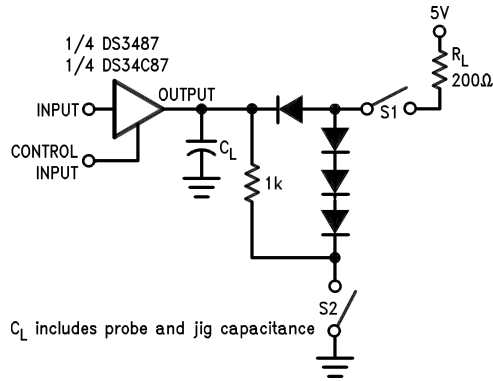 5V
1/4 DS3487
1/4 DS34C87
RL
200Ω
OUTPUT
INPUT
S1
CONTROL
INPUT
CL
1k
S2
CL includes probe and jig capacitance